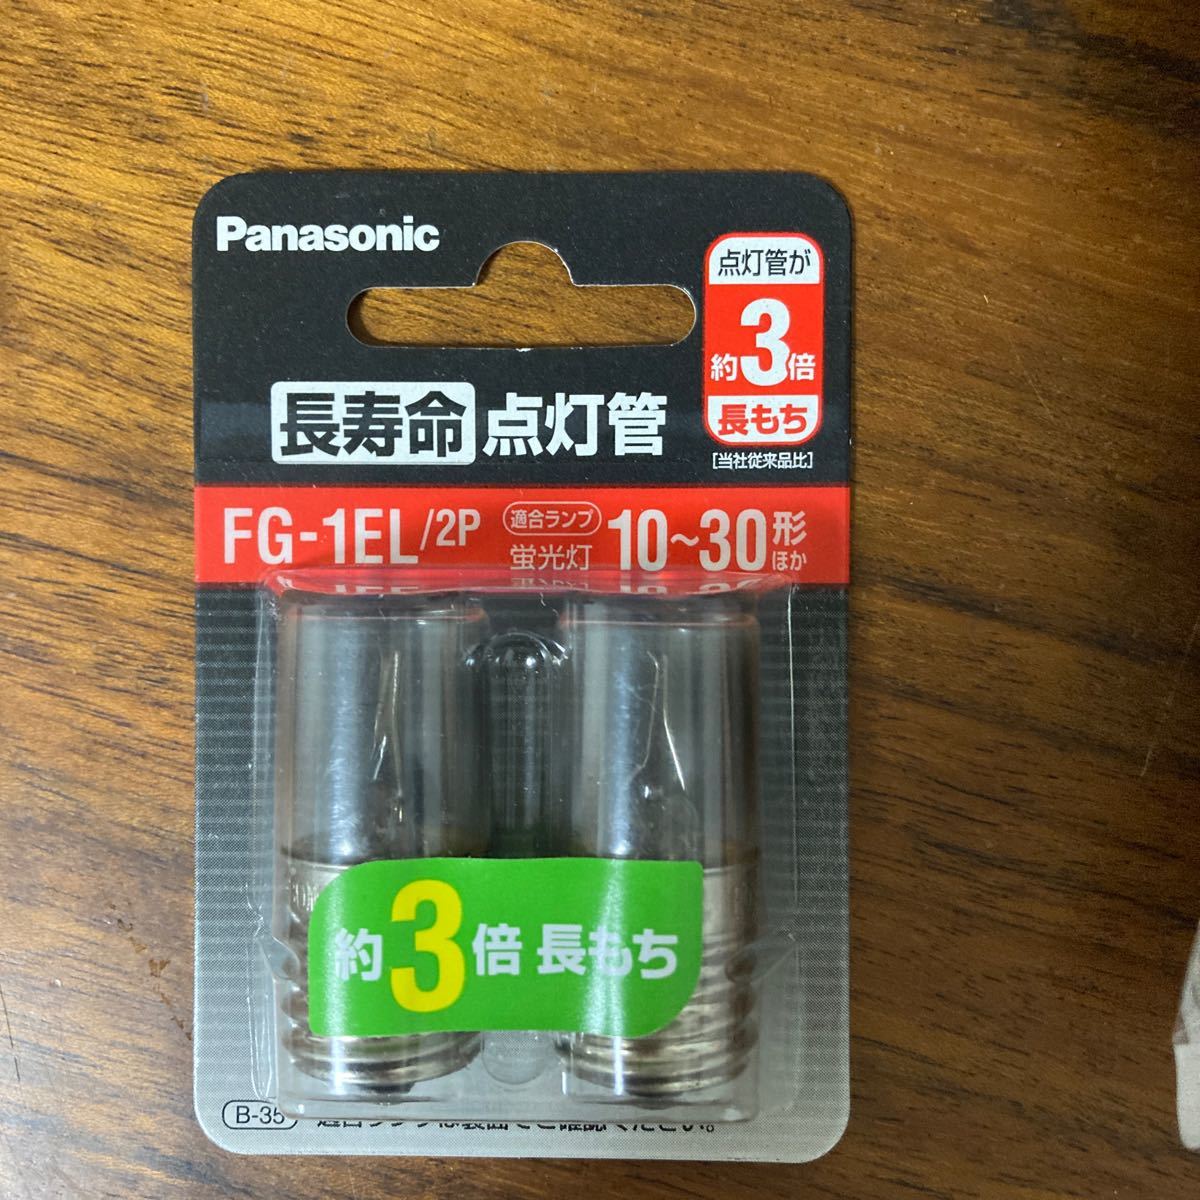 Panasonic
点灯管が
約3倍
長もち
[当社従来品比]
長寿命 点灯管
FG-1EL/2P 適合ランプ 蛍光灯 10~30形 ほか
約3倍 長もち
B-35